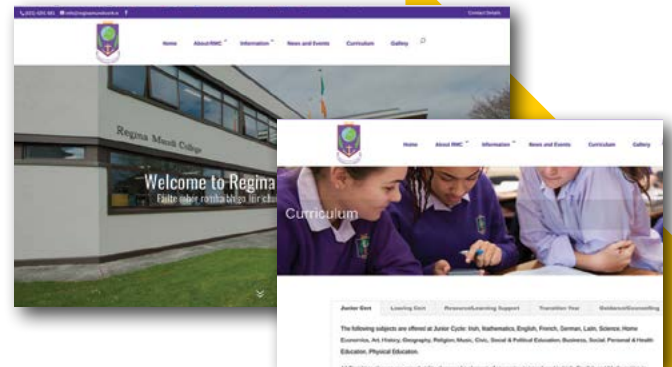 Contact Details
Home About RMC Information News and Events Curriculum Gallery
Regina Mundi College
Welcome to Regina
Fáilte
Home About RMC Information News and Events Curriculum Gallery
Curriculum
Junior Cert Leaving Cert Resource/Learning Support Transition Year Guidance/Counselling
The following subjects are offered at Junior Cycle: Irish, Mathematics, English, French, German, Latin, Science, Home
Economics, Art, History, Geography, Religion, Music, Civic, Social & Political Education, Business, Social, Personal & Health
Education, Physical Education.